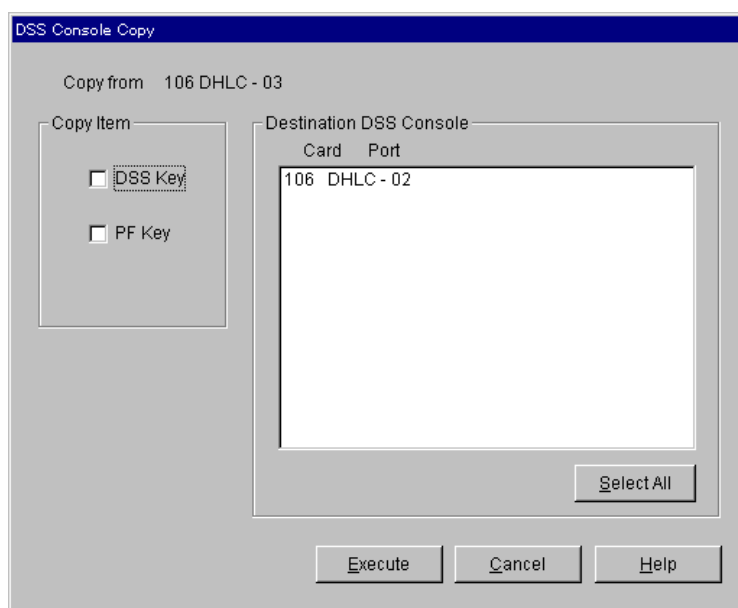 DSS Console Copy
Copy from 106 DHLC - 03
Copy Item
DSS Key
PF Key
Destination DSS Console
Card Port
106 DHLC - 02
Select All
Execute Cancel Help